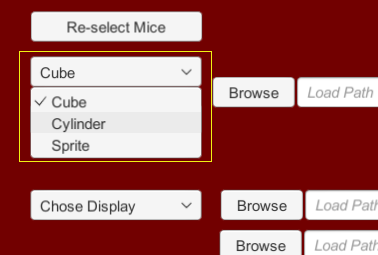 Re-select Mice
Cube
Browse
Load Path
Cube
Cylinder
Sprite
Chose Display
Browse
Load Path
Browse
Load Path